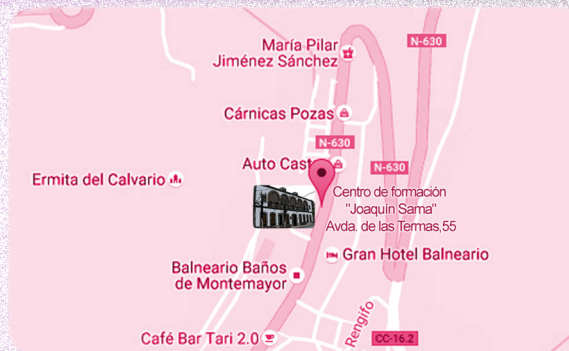 María Pilar
Jiménez Sánchez
N-630
Cárnicas Pozas
N-630
Auto Cast
N-630
Ermita del Calvario
Centro de formación
"Joaquín Sama"
Avda. de las Termas,55
Gran Hotel Balneario
Balneario Baños
de Montemayor
Rengifo
Café Bar Tari 2.0
CC-16.2